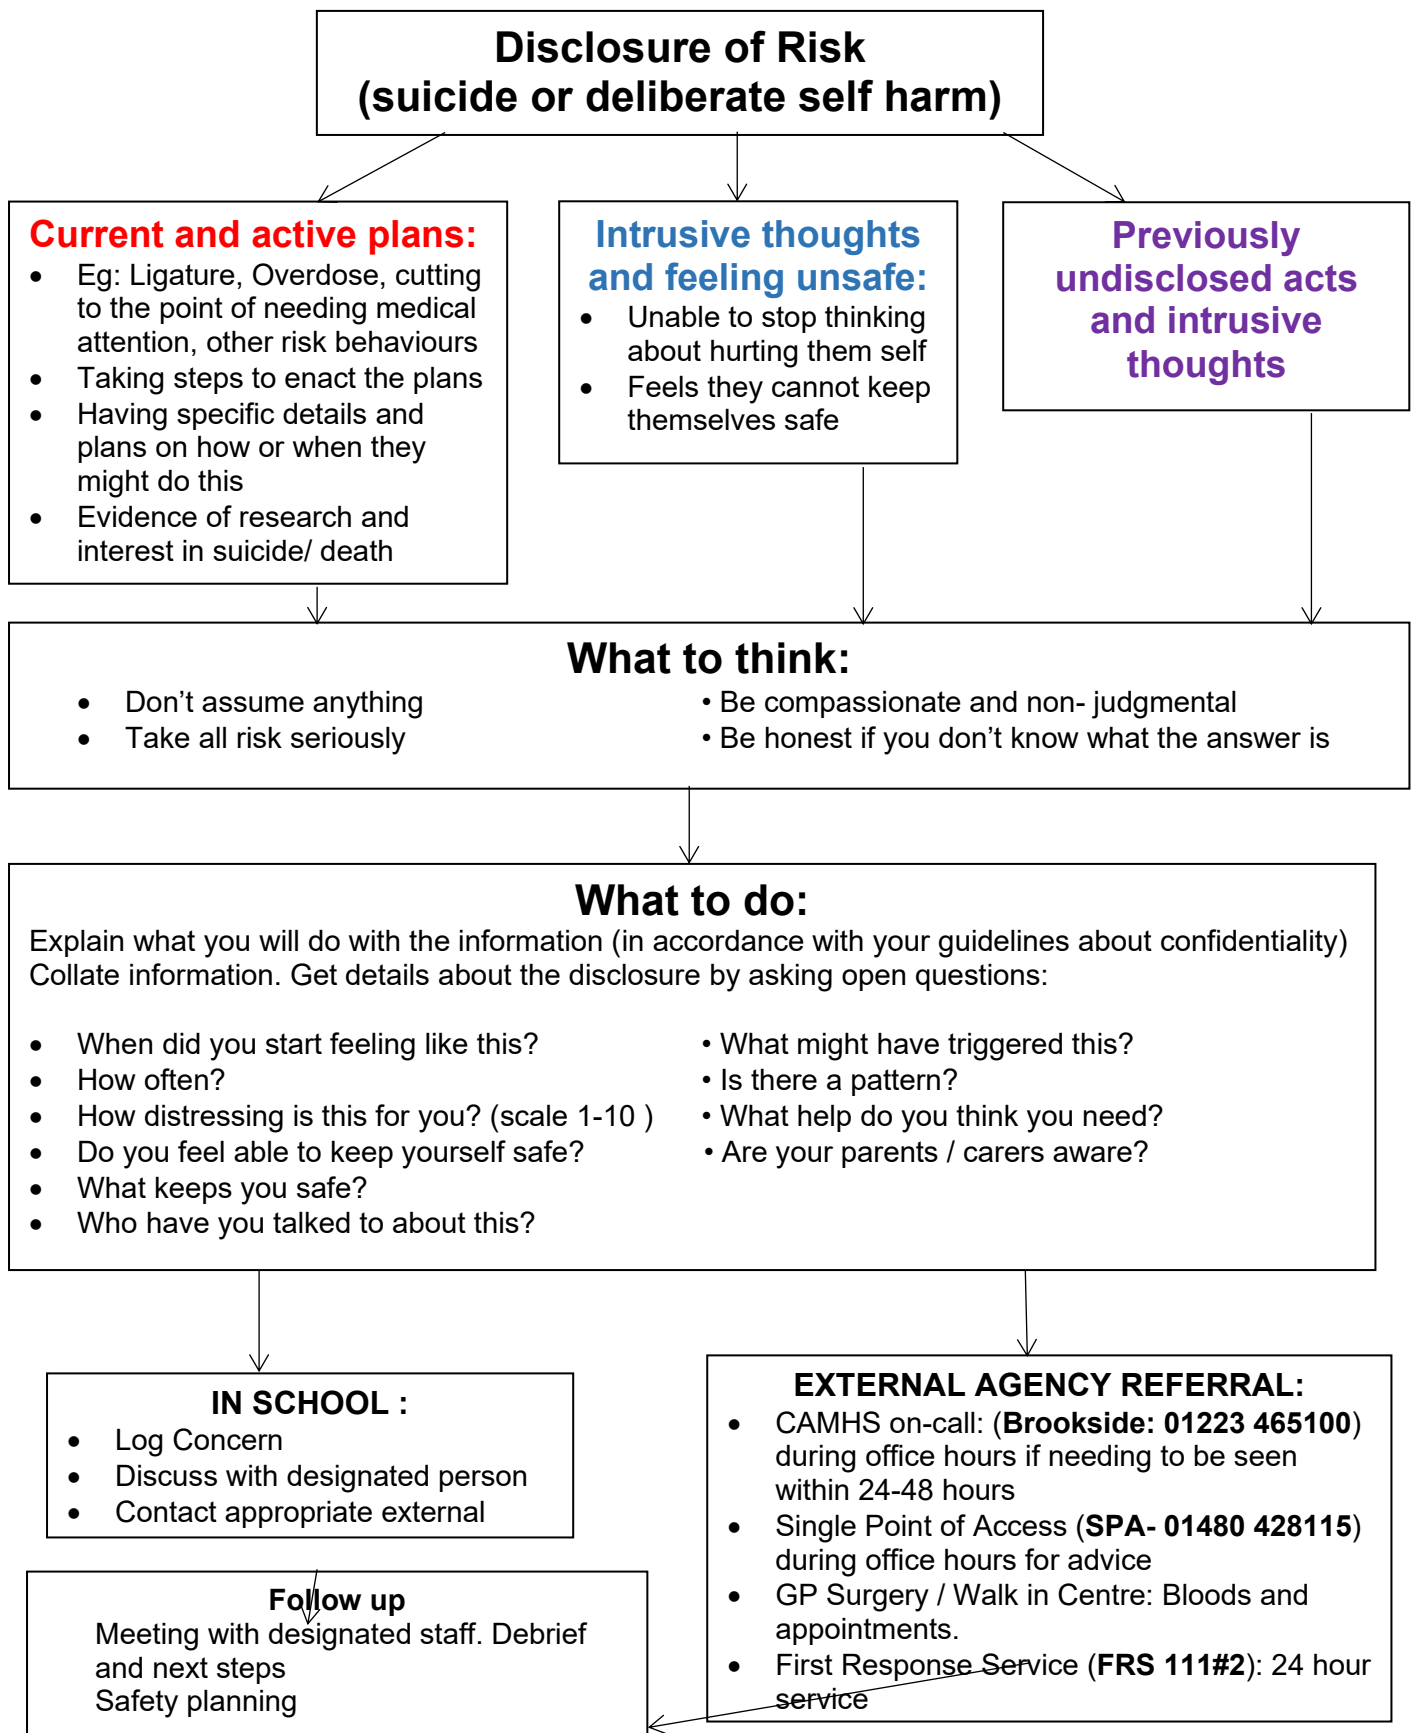 Disclosure of Risk
(suicide or deliberate self harm)
Current and active plans:
• Eg: Ligature, Overdose, cutting
to the point of needing medical
attention, other risk behaviours
• Taking steps to enact the plans
• Having specific details and
plans on how or when they
might do this
• Evidence of research and
interest in suicide/ death
Intrusive thoughts
and feeling unsafe:
• Unable to stop thinking
about hurting them self
• Feels they cannot keep
themselves safe
Previously
undisclosed acts
and intrusive
thoughts
What to think:
• Don’t assume anything
• Take all risk seriously
• Be compassionate and non- judgmental
• Be honest if you don’t know what the answer is
What to do:
Explain what you will do with the information (in accordance with your guidelines about confidentiality)
Collate information. Get details about the disclosure by asking open questions:
• When did you start feeling like this?
• How often?
• How distressing is this for you? (scale 1-10 )
• Do you feel able to keep yourself safe?
• What keeps you safe?
• Who have you talked to about this?
• What might have triggered this?
• Is there a pattern?
• What help do you think you need?
• Are your parents / carers aware?
IN SCHOOL :
• Log Concern
• Discuss with designated person
• Contact appropriate external
Follow up
Meeting with designated staff. Debrief
and next steps
Safety planning
EXTERNAL AGENCY REFERRAL:
• CAMHS on-call: (Brookside: 01223 465100)
during office hours if needing to be seen
within 24-48 hours
• Single Point of Access (SPA- 01480 428115)
during office hours for advice
• GP Surgery / Walk in Centre: Bloods and
appointments.
• First Response Service (FRS 111#2): 24 hour
service